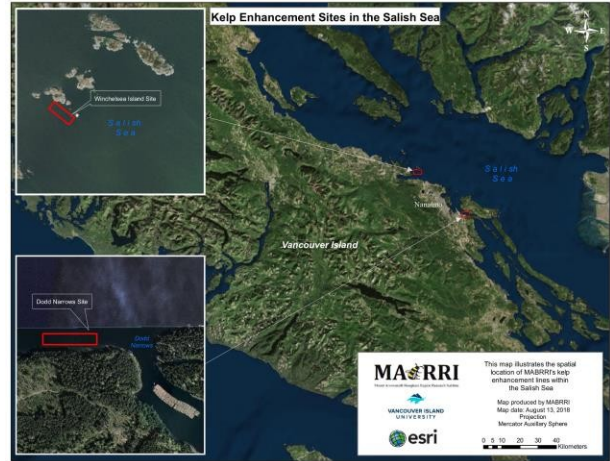 Kelp Enhancement Sites in the Salish Sea
N
W
E
S
Winchelsea Island Site
Salish
Sea
Salish
Sea
Nanaimo
Vancouver Island
Dodd Narrows Site
Dodd
Narrows
MABRRI
VANCOUVER ISLAND
UNIVERSITY
esri
This map illustrates the spatial
location of MABRRI's kelp
enhancement lines within
the Salish Sea
Map produced by MABRRI
Map date: August 13, 2018
Projection
Mercator Auxiliary Sphere
0 5 10 20 30 40
Kilometers